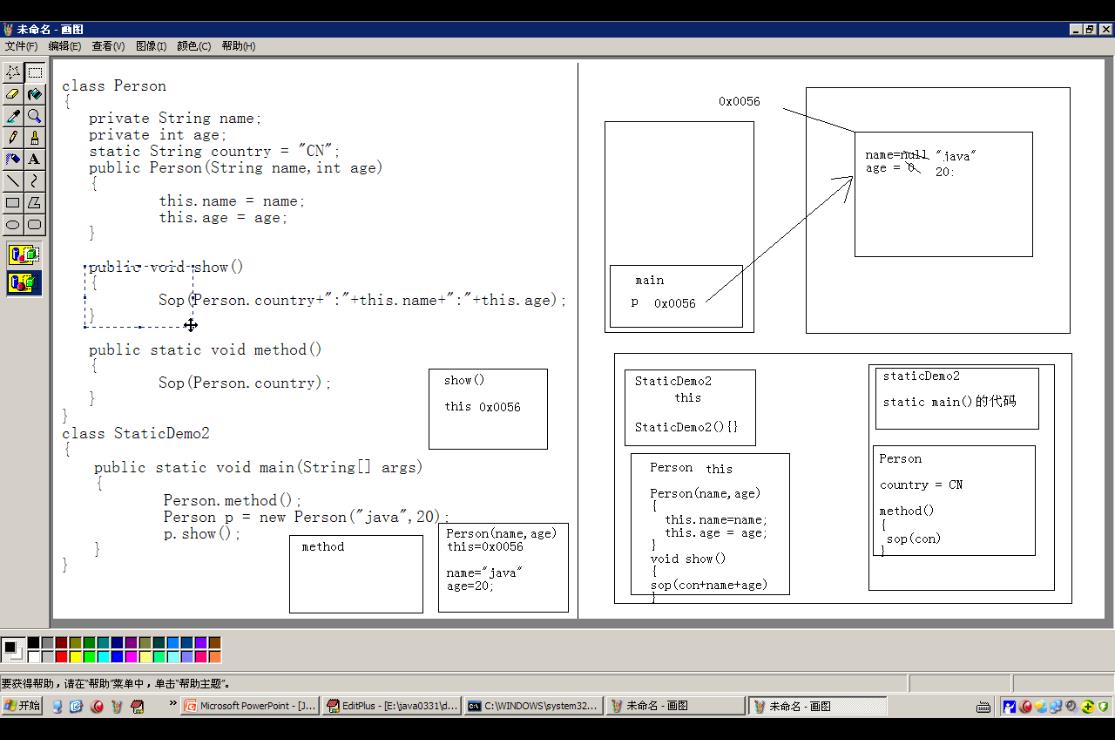 未命名 - 画图
文件(F) 编辑(E) 查看(V) 图像(I) 颜色(C) 帮助(H)
class Person
{
private String name;
private int age;
static String country = "CN";
public Person(String name,int age)
{
this.name = name;
this.age = age;
}
public void show()
{
Sop(Person.country+":"+this.name+":"+this.age);
}
public static void method()
{
Sop(Person.country);
}
}
class StaticDemo2
{
public static void main(String[] args)
{
Person.method();
Person p = new Person("java",20);
p.show();
}
}
show()
this 0x0056
method
Person(name,age)
this=0x0056
name="java"
age=20;
0x0056
main
p 0x0056
name=null "java"
age = 0 20:
StaticDemo2
this
StaticDemo2(){}
Person this
Person(name,age)
{
this.name=name;
this.age = age;
}
void show()
{
sop(con+name+age)
}
staticDemo2
static main()的代码
Person
country = CN
method()
{
sop(con)
}
要获得帮助，请在“帮助”菜单中，单击“帮助主题”。
开始
» Microsoft PowerPoint - [J...
EditPlus - [E:\java0331\d...
C:\WINDOWS\system32...
未命名 - 画图
未命名 - 画图